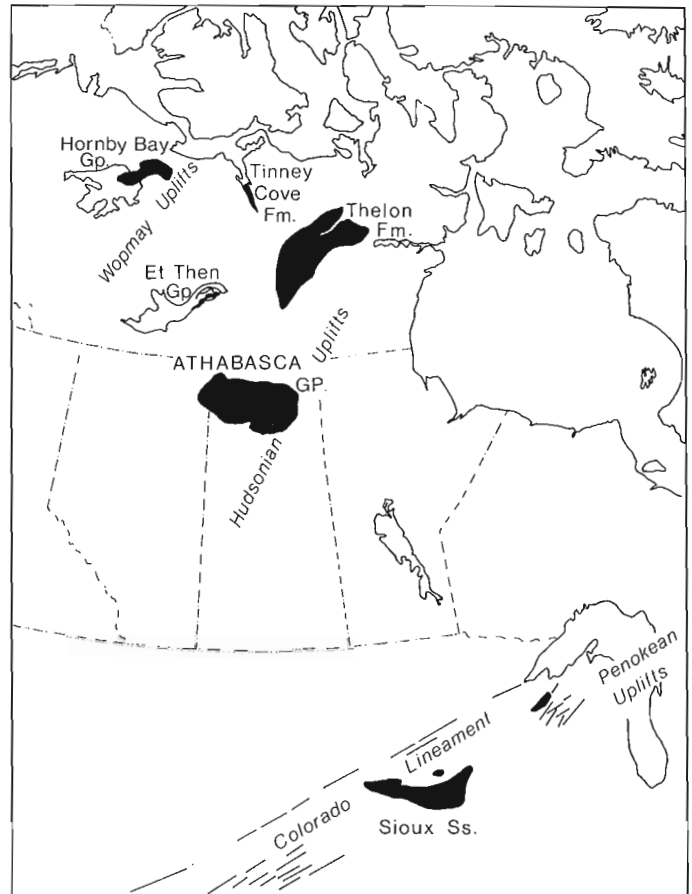 Hornby Bay
Gp.
Wopmay Uplifts
Tinney
Cove
Fm.
Thelon
Fm.
Et Then
Gp
Hudsonian Uplifts
ATHABASCA
GP.
Penokean
Uplifts
Colorado Lineament
Sioux Ss.